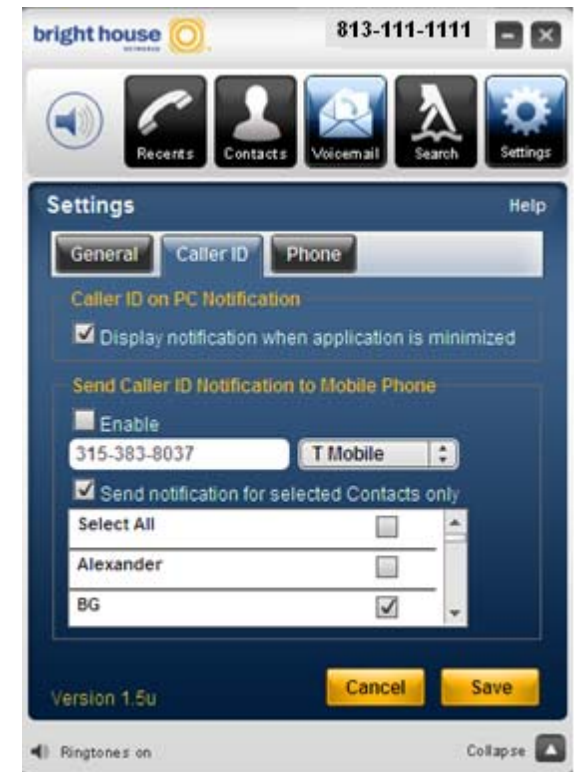 bright house
NETWORKS
813-111-1111
Recents Contacts Voicemail Search Settings
Settings Help
General Caller ID Phone
Caller ID on PC Notification
Display notification when application is minimized
Send Caller ID Notification to Mobile Phone
Enable
315-383-8037 T Mobile
Send notification for selected Contacts only
Select All
Alexander
BG
Cancel Save
Version 1.5u
Ringtones on Collapse